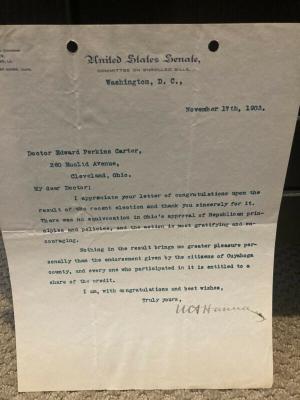 United States Senate,
COMMITTEE ON ENROLLED BILLS.
Washington, D. C.,
November 17th, 1903.
Doctor Edward Perkins Carter,
260 Euclid Avenue,
Cleveland, Ohio.
My dear Doctor:
I appreciate your letter of congratulations upon the
result of the recent election and thank you sincerely for it.
There was no equivocation in Ohio's approval of Republican prin-
ciples and policies, and the action is most gratifying and en-
couraging.
Nothing in the result brings me greater pleasure per-
sonally than the endorsement given by the citizens of Cuyahoga
county, and every one who participated in it is entitled to a
share of the credit.
I am, with congratulations and best wishes,
Truly yours,
M A Hanna